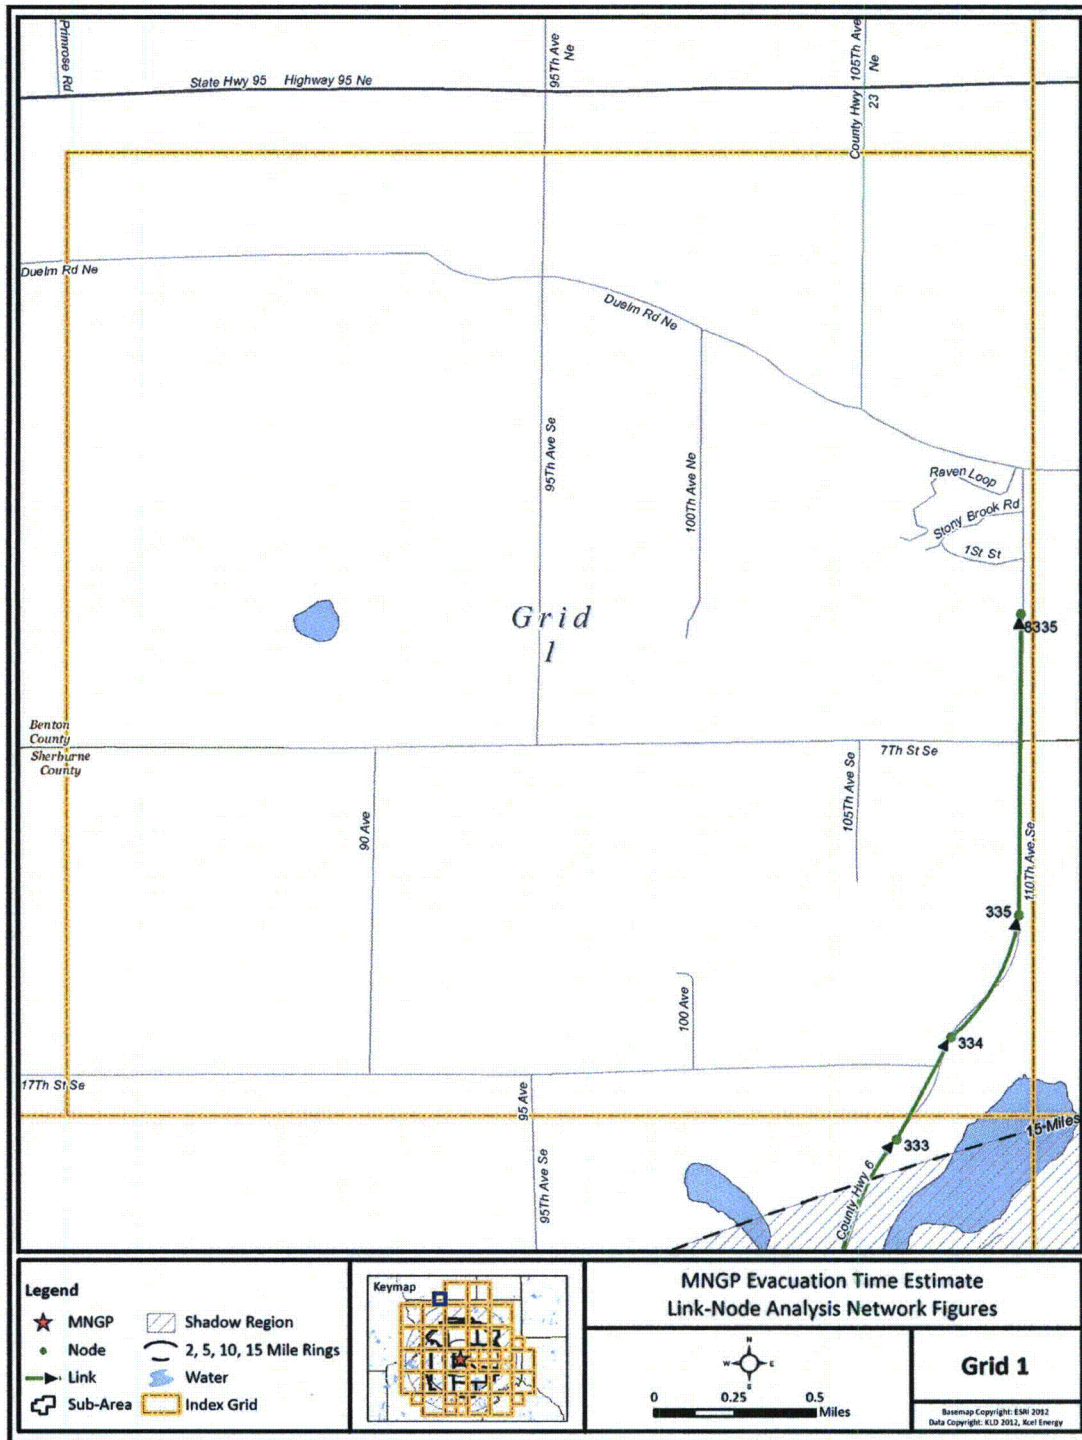 Primrose Rd
State Hwy 95 Highway 95 Ne
95Th Ave
Ne
County Hwy
23
105Th Ave
Ne
Duelm Rd Ne
Duelm Rd Ne
95Th Ave Se
100Th Ave Ne
Raven Loop
Stony Brook Rd
1St St
Grid
1
8335
Benton
County
Sherburne
County
7Th St Se
90 Ave
105Th Ave Se
110Th Ave Se
335
100 Ave
334
17Th St Se
95 Ave
15 Miles
333
95Th Ave Se
County Hwy 6
Legend
MNGP
Node
Link
Sub-Area
Shadow Region
2, 5, 10, 15 Mile Rings
Water
Index Grid
Keymap
MNGP Evacuation Time Estimate
Link-Node Analysis Network Figures
N
W E
S
0 0.25 0.5
Miles
Grid 1
Basemap Copyright: ESRI 2012
Data Copyright: KLD 2012, Xcel Energy